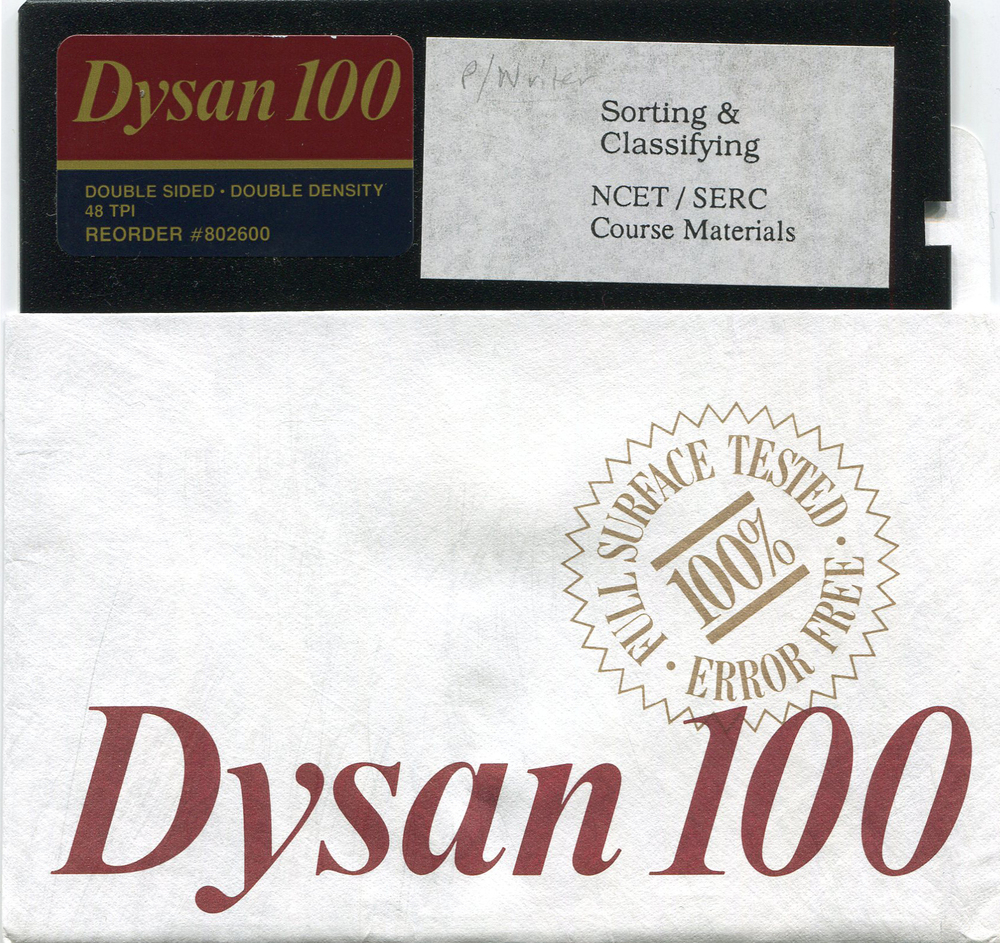 Dysan 100
DOUBLE SIDED · DOUBLE DENSITY
48 TPI
REORDER #802600
P/Writer
Sorting &
Classifying
NCET / SERC
Course Materials
FULL SURFACE TESTED · ERROR FREE ·
100%
Dysan 100